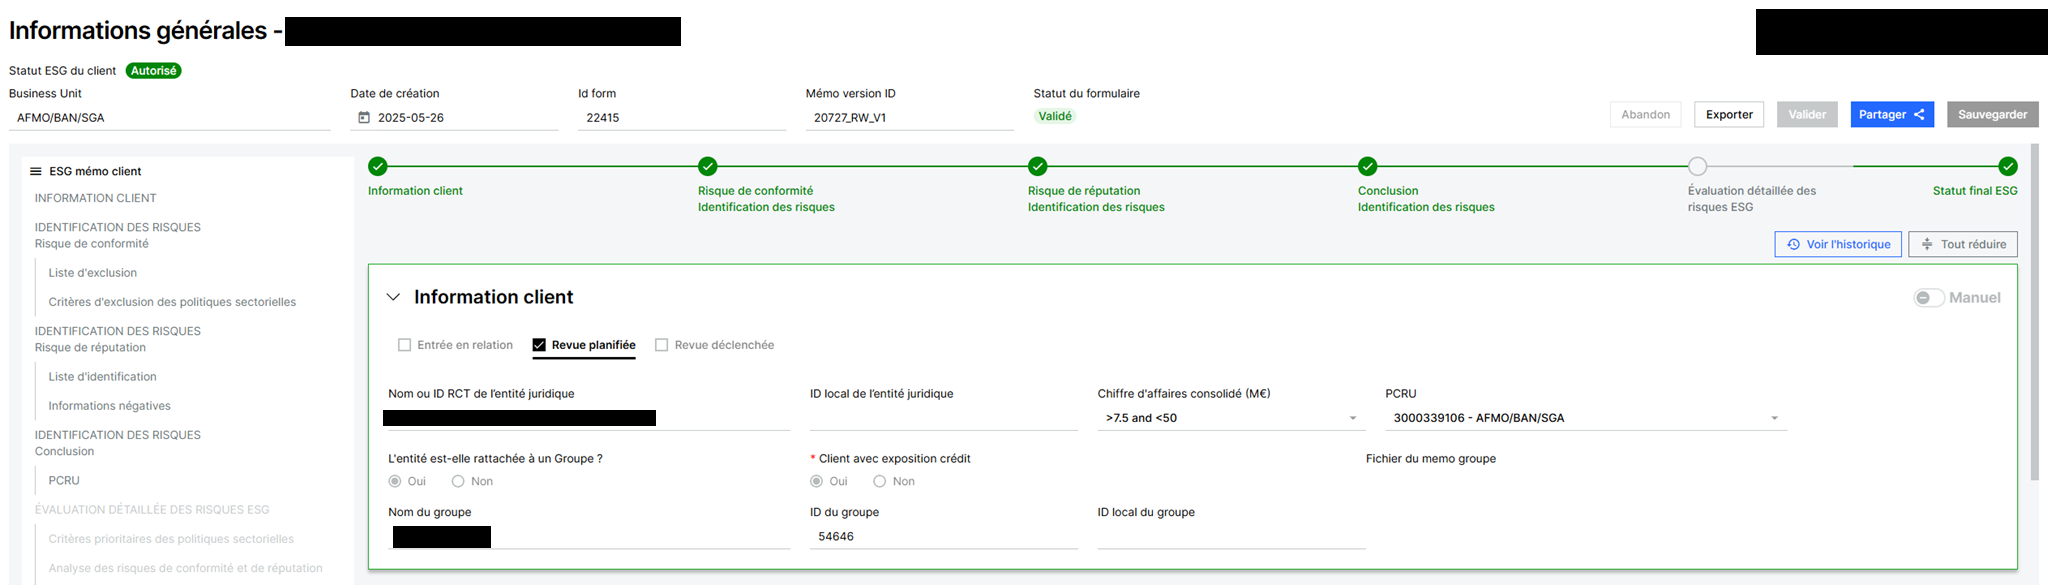 Informations générales -
Statut ESG du client Autorisé
Business Unit
AFMO/BAN/SGA
Date de création
2025-05-26
Id form
22415
Mémo version ID
20727_RW_V1
Statut du formulaire
Validé
Abandon
Exporter
Valider
Partager
Sauvegarder
ESG mémo client
INFORMATION CLIENT
IDENTIFICATION DES RISQUES
Risque de conformité
Liste d'exclusion
Critères d'exclusion des politiques sectorielles
IDENTIFICATION DES RISQUES
Risque de réputation
Liste d'identification
Informations négatives
IDENTIFICATION DES RISQUES
Conclusion
PCRU
ÉVALUATION DÉTAILLÉE DES RISQUES ESG
Critères prioritaires des politiques sectorielles
Analyse des risques de conformité et de réputation
Information client
Risque de conformité
Identification des risques
Risque de réputation
Identification des risques
Conclusion
Identification des risques
Évaluation détaillée des
risques ESG
Statut final ESG
Voir l'historique
Tout réduire
Information client
Manuel
Entrée en relation
Revue planifiée
Revue déclenchée
Nom ou ID RCT de l'entité juridique
ID local de l'entité juridique
Chiffre d'affaires consolidé (M€)
>7.5 and <50
PCRU
3000339106 - AFMO/BAN/SGA
L'entité est-elle rattachée à un Groupe ?
Oui
Non
* Client avec exposition crédit
Oui
Non
Fichier du memo groupe
Nom du groupe
ID du groupe
54646
ID local du groupe